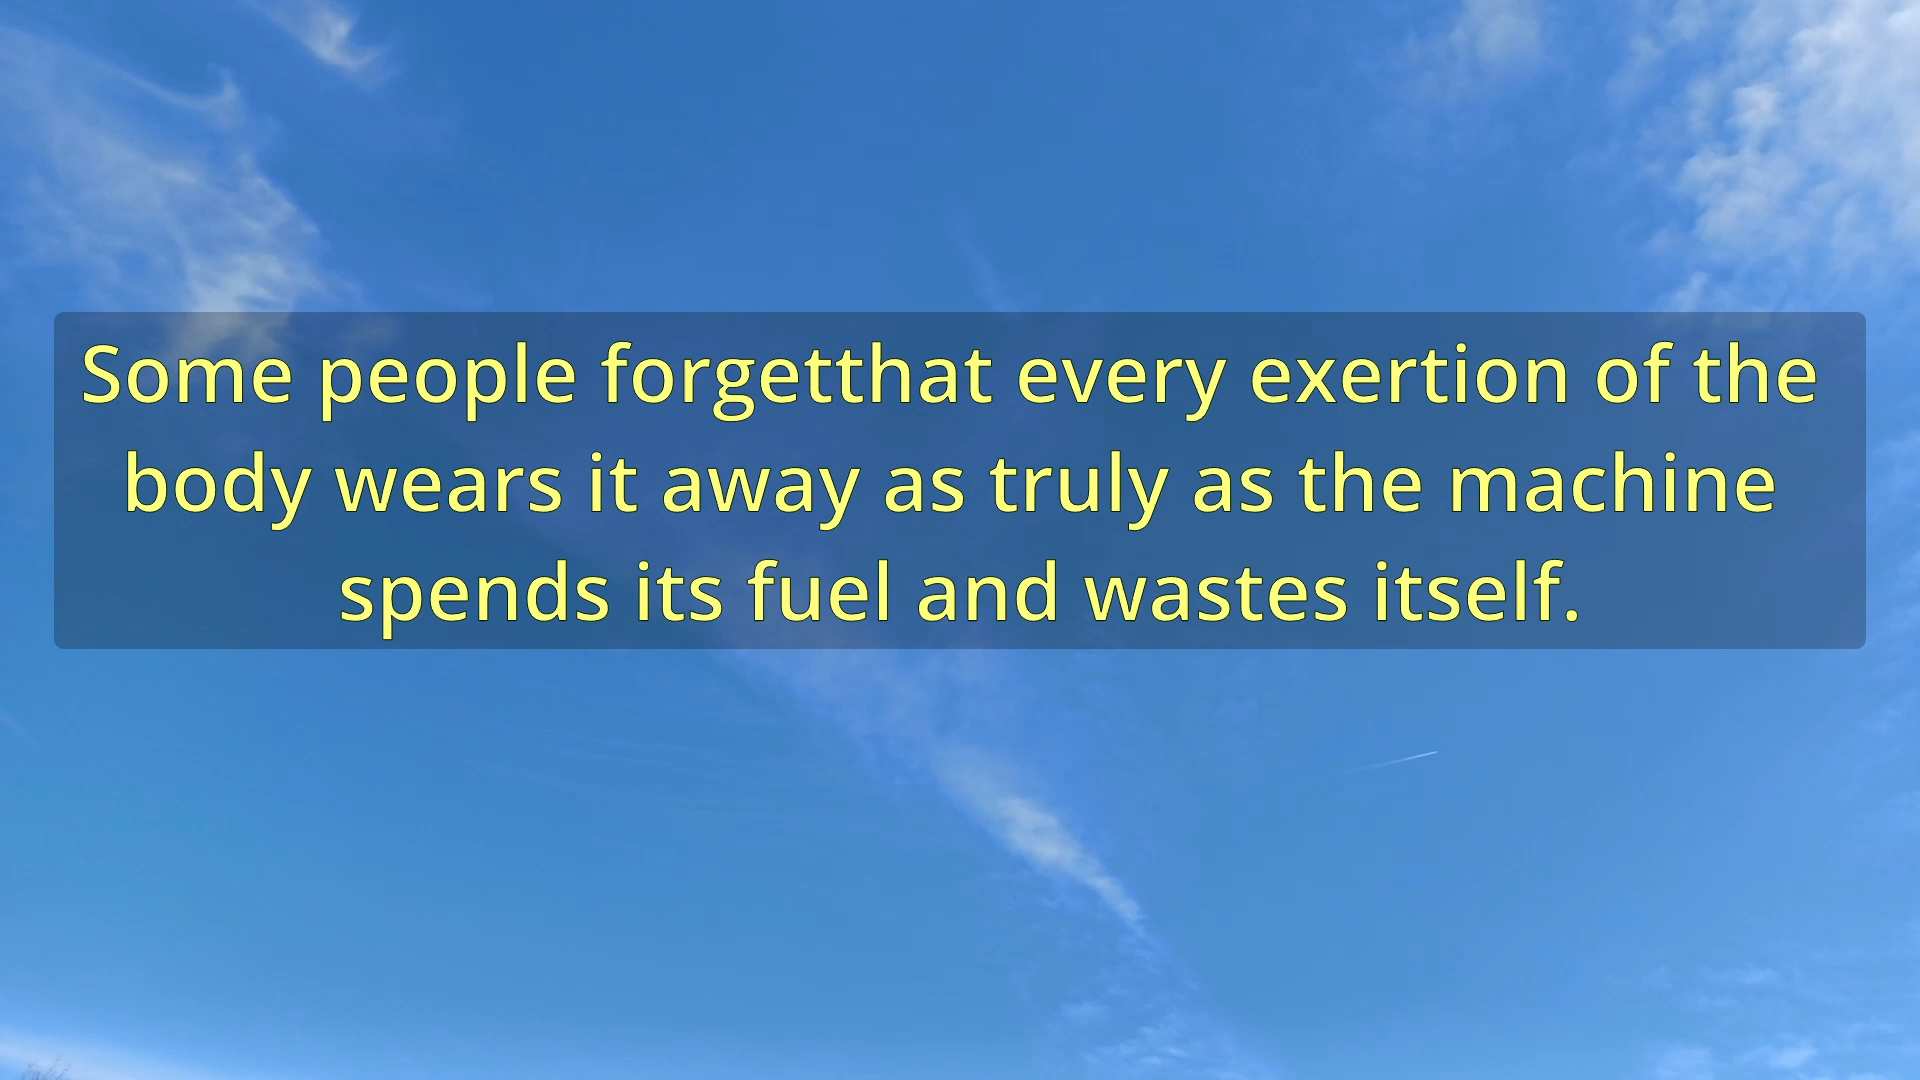 Some people forgetthat every exertion of the
body wears it away as truly as the machine
spends its fuel and wastes itself.